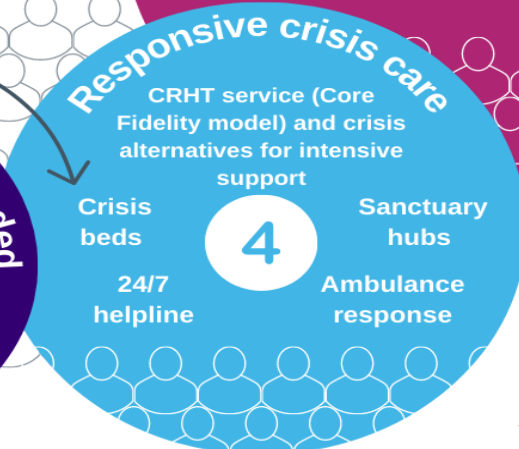 Responsive crisis care
CRHT service (Core
Fidelity model) and crisis
alternatives for intensive
support
Crisis
beds
Sanctuary
hubs
4
24/7
helpline
Ambulance
response